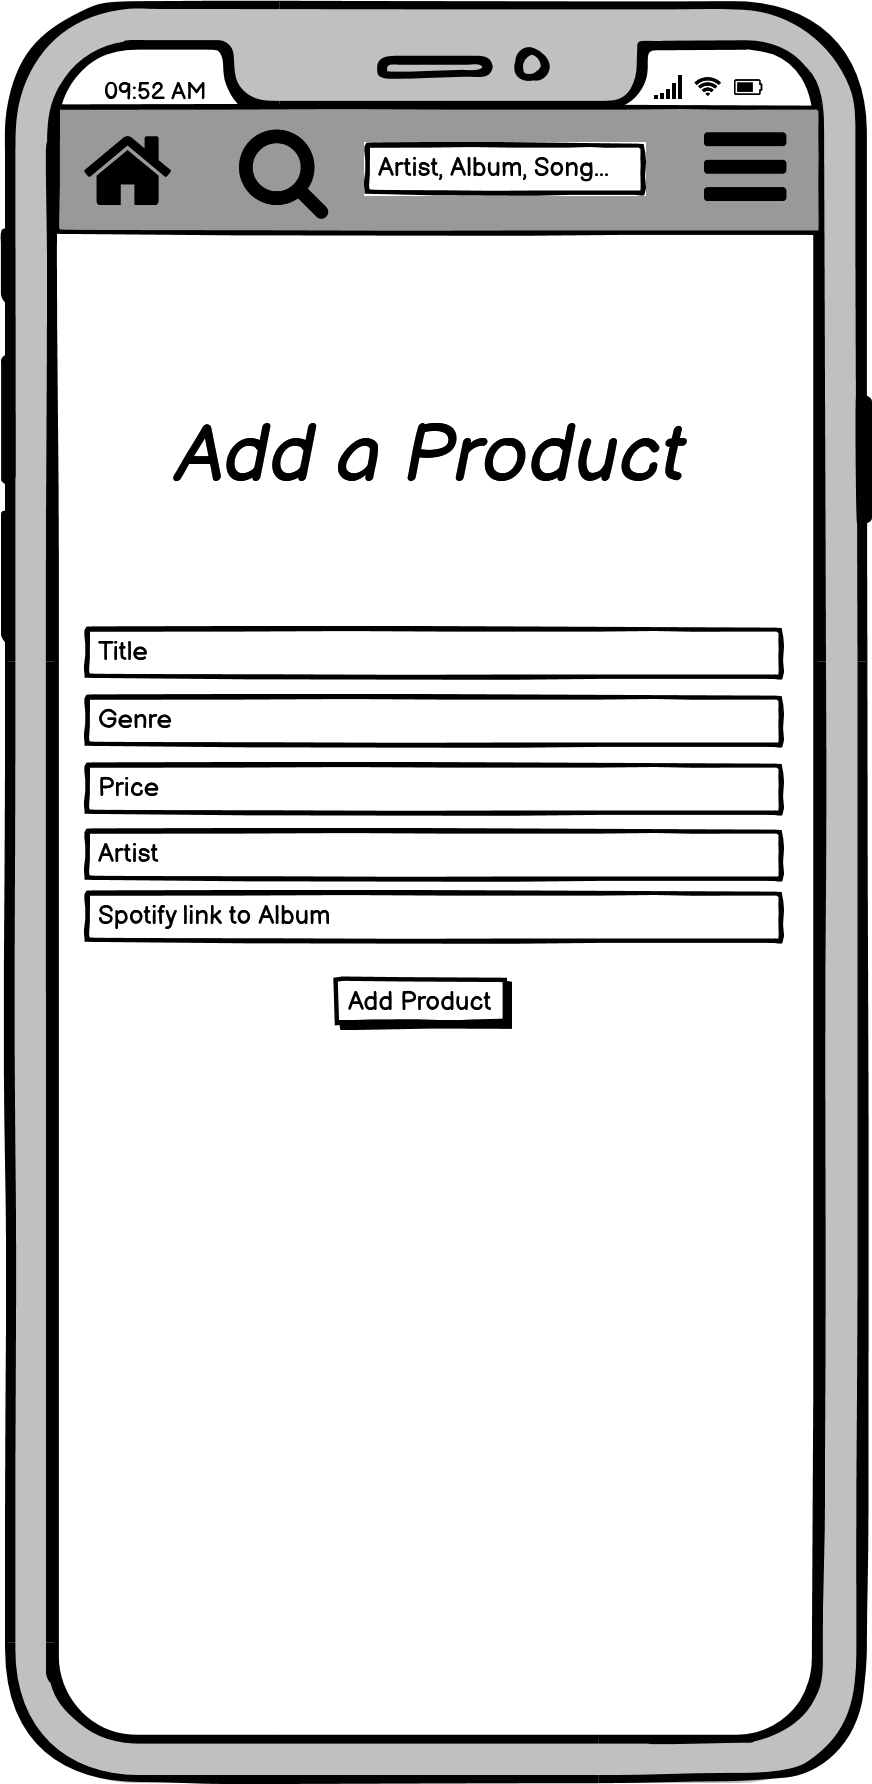 09:52 AM
Artist, Album, Song...
Add a Product
Title
Genre
Price
Artist
Spotify link to Album
Add Product